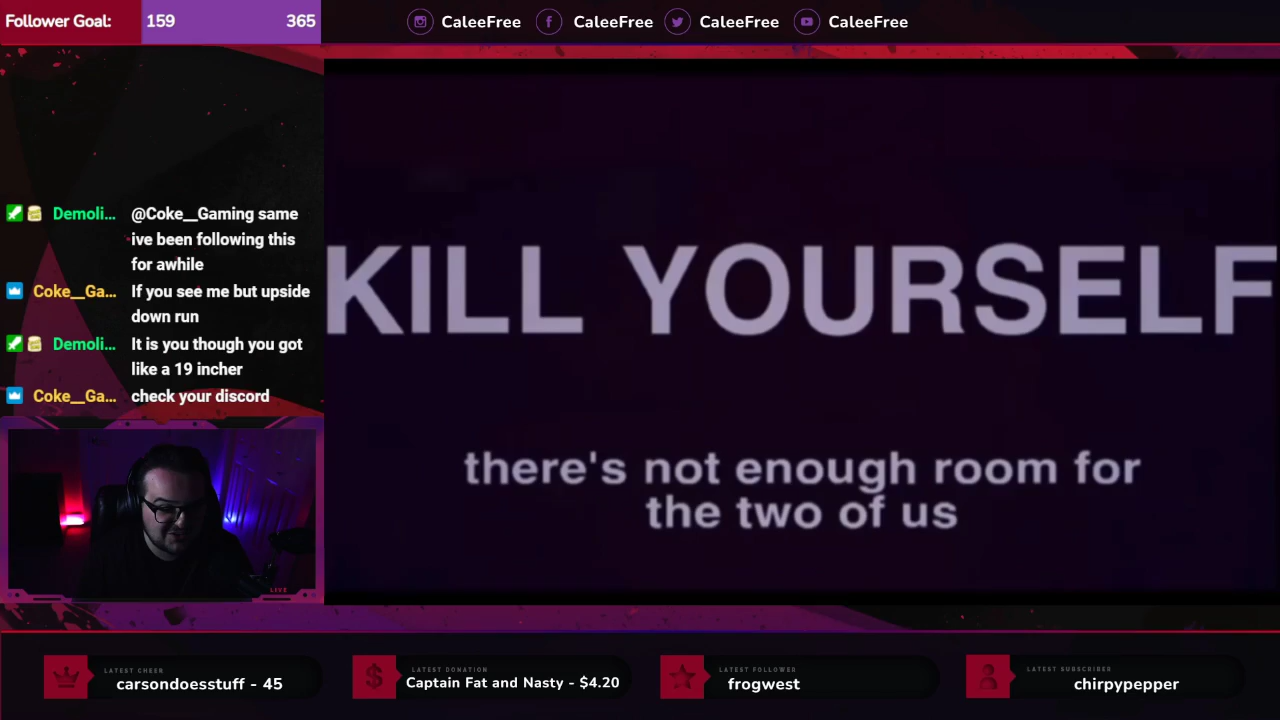 Follower Goal: 159 365
CaleeFree CaleeFree CaleeFree CaleeFree
Demoli... @Coke__Gaming same
ive been following this
for awhile
Coke__Ga... If you see me but upside
down run
Demoli... It is you though you got
like a 19 incher
Coke__Ga... check your discord
KILL YOURSELF
there's not enough room for
the two of us
LIVE
LATEST CHEER
carsondoesstuff - 45
LATEST DONATION
Captain Fat and Nasty - $4.20
LATEST FOLLOWER
frogwest
LATEST SUBSCRIBER
chirpypepper